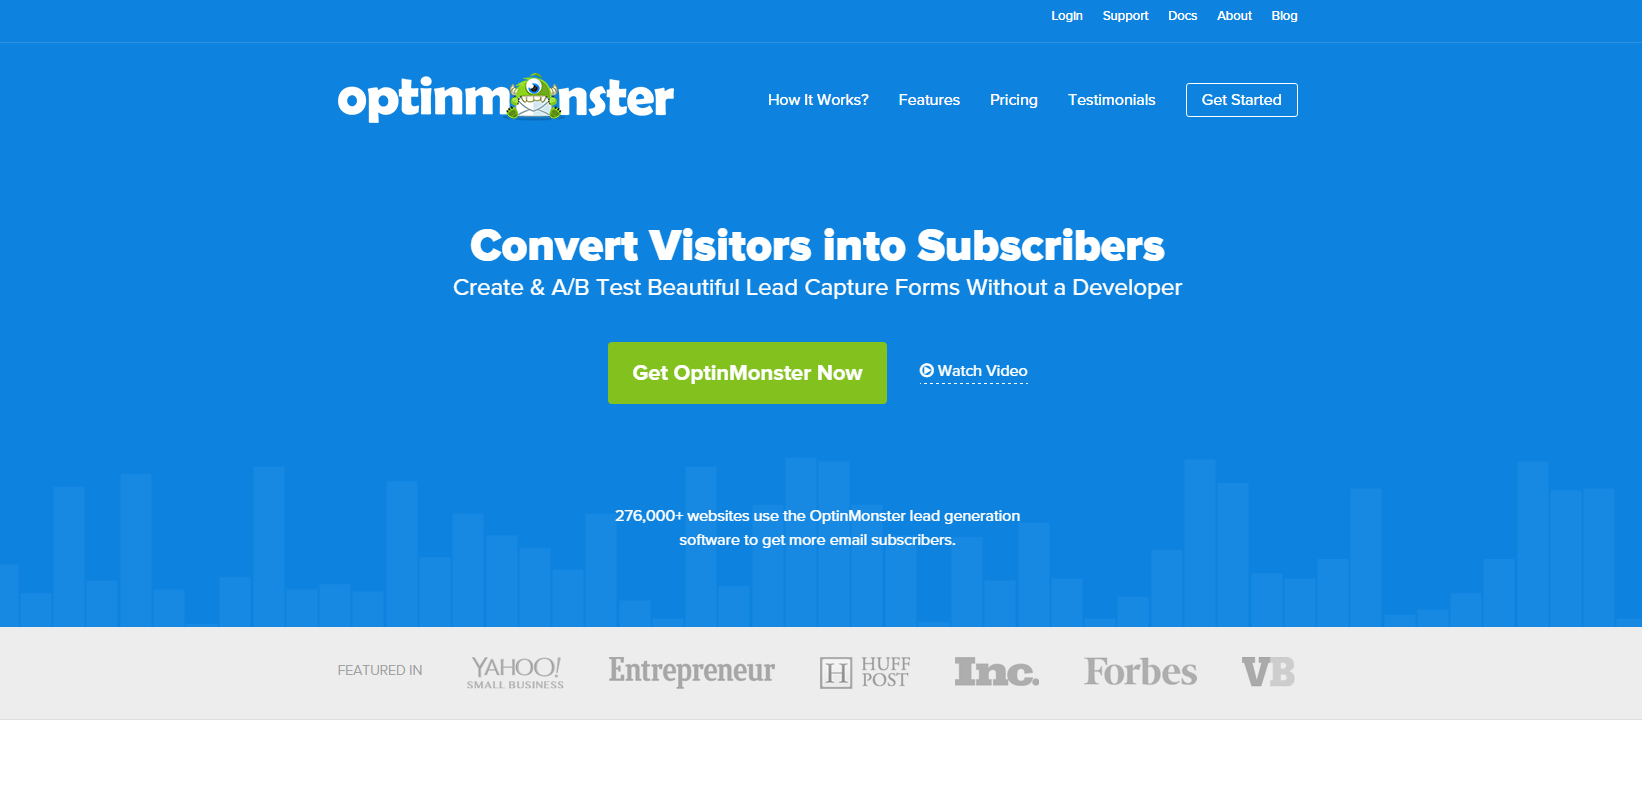 Login Support Docs About Blog
optinmonster
How It Works? Features Pricing Testimonials Get Started
Convert Visitors into Subscribers
Create & A/B Test Beautiful Lead Capture Forms Without a Developer
Get OptinMonster Now
Watch Video
276,000+ websites use the OptinMonster lead generation
software to get more email subscribers.
FEATURED IN
YAHOO!
SMALL BUSINESS
Entrepreneur
H
HUFF
POST
Inc.
Forbes
VB